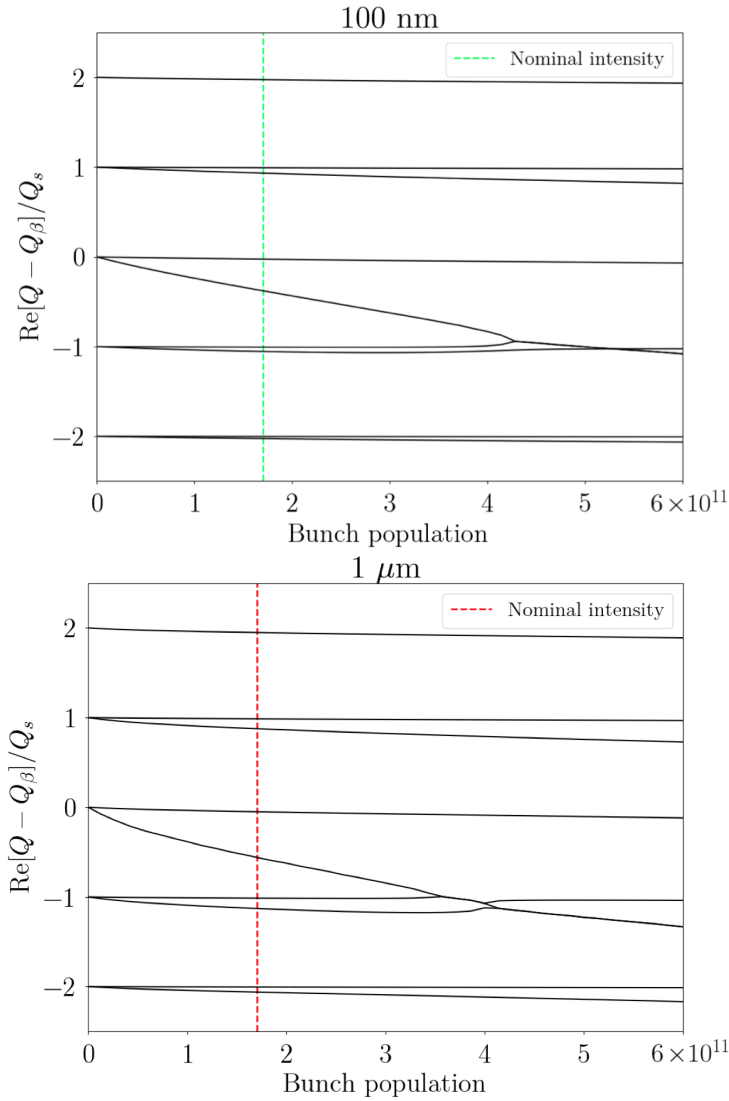 100 nm
Nominal intensity
2
1
0
−1
−2
Re[Q − Qβ]/Qs
0 1 2 3 4 5 6×10¹¹
Bunch population
1 μm
Nominal intensity
2
1
0
−1
−2
Re[Q − Qβ]/Qs
0 1 2 3 4 5 6×10¹¹
Bunch population